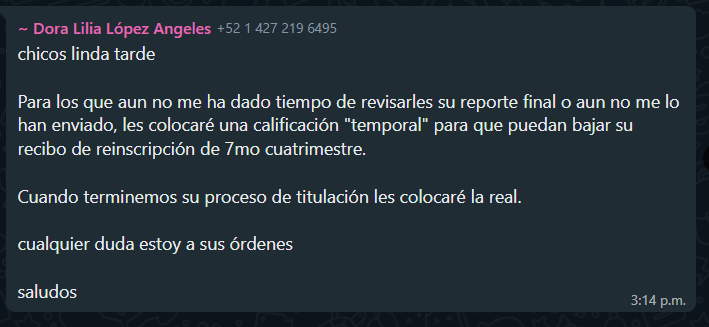 ~ Dora Lilia López Angeles +52 1 427 219 6495
chicos linda tarde
Para los que aun no me ha dado tiempo de revisarles su reporte final o aun no me lo
han enviado, les colocaré una calificación "temporal" para que puedan bajar su
recibo de reinscripción de 7mo cuatrimestre.
Cuando terminemos su proceso de titulación les colocaré la real.
cualquier duda estoy a sus órdenes
saludos
3:14 p.m.